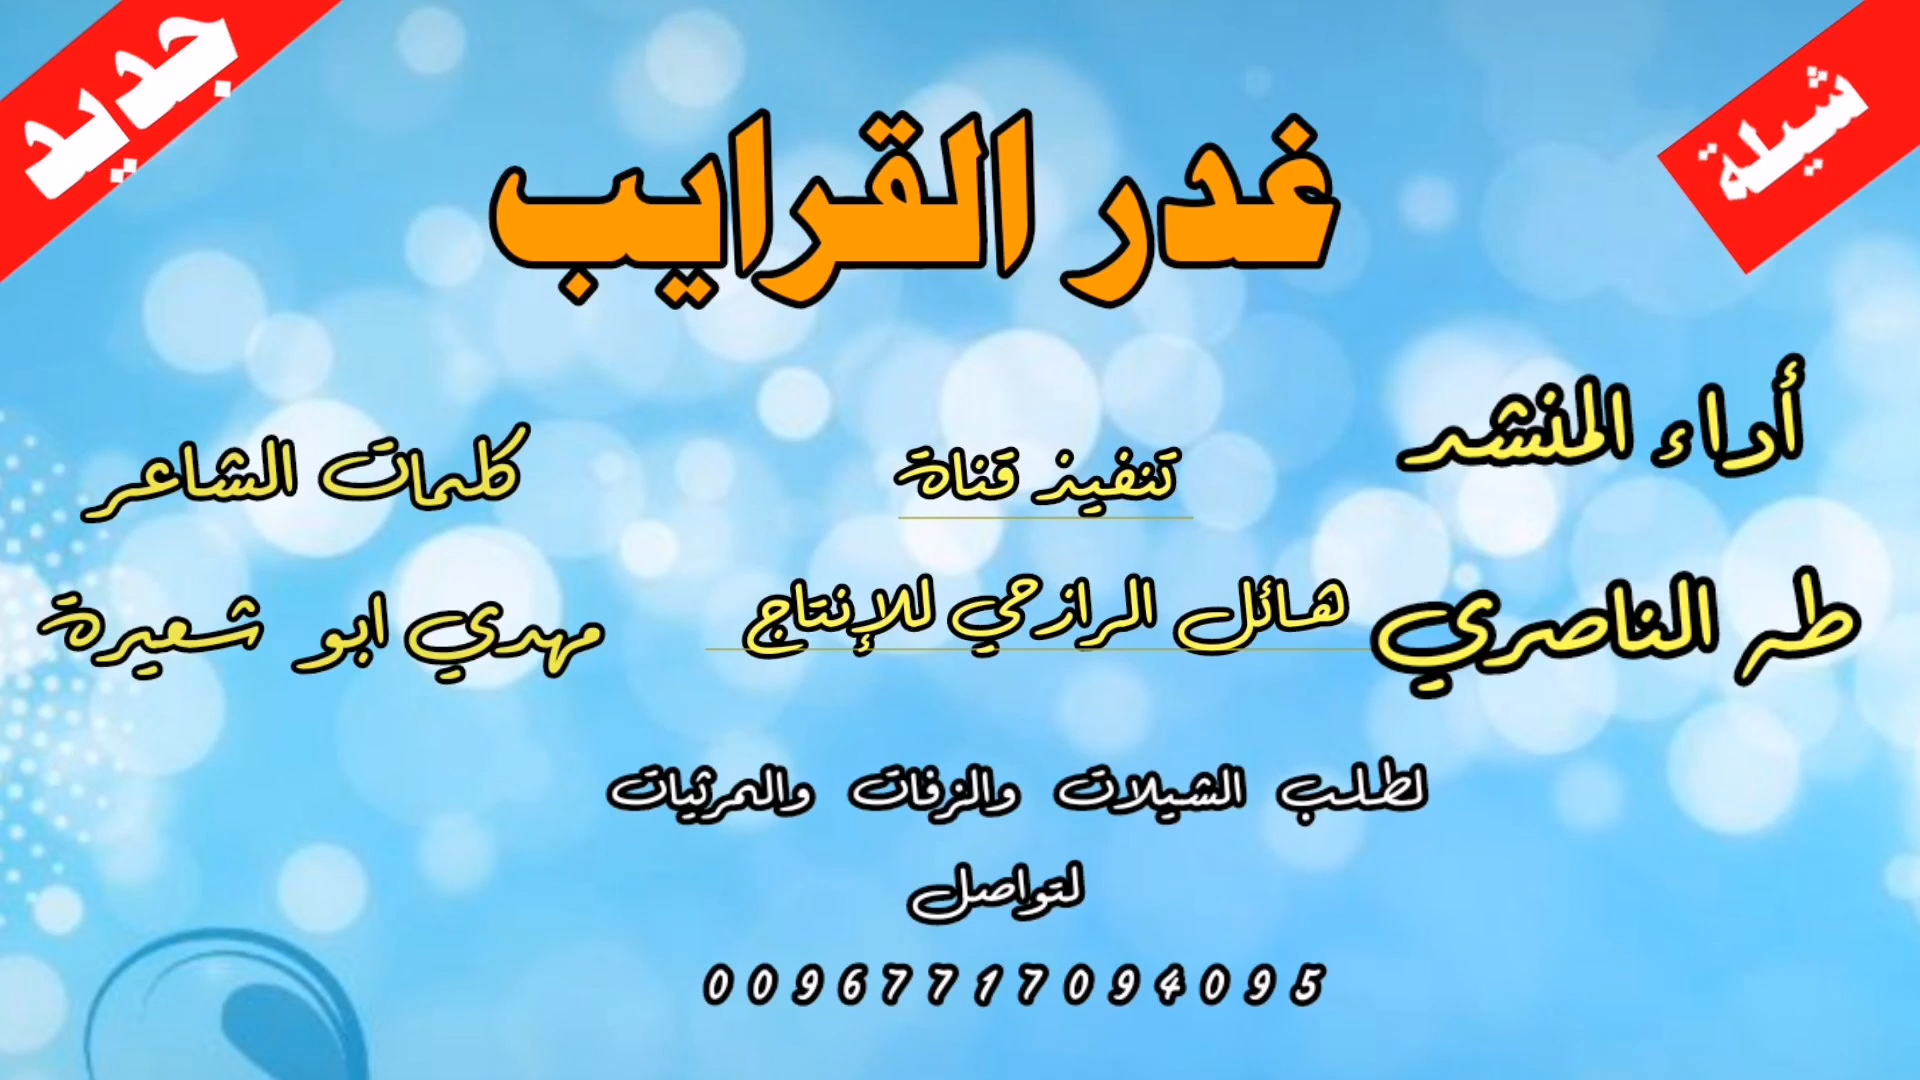 شيلة
جديد
غدر القرايب
أداء المنشد
طه الناصري
تنفيذ قناة
هائل الرازحي للإنتاج
كلمات الشاعر
مهدي ابو شعيرة
لطلب الشيلات والزفات والمرثيات
لتواصل
00967717094095